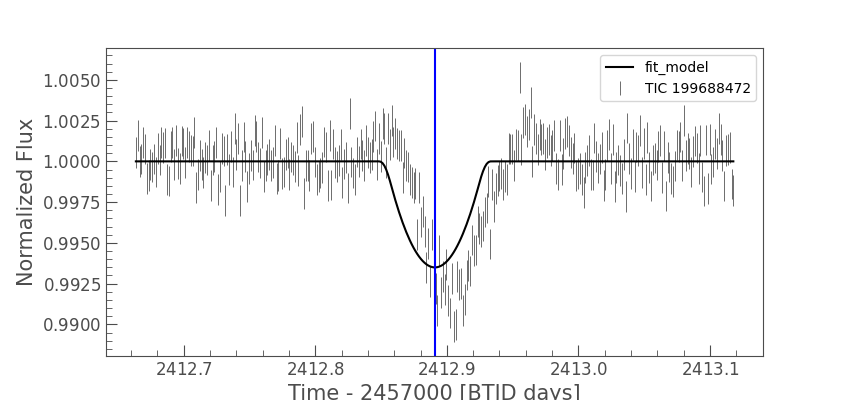 1.0050
1.0025
1.0000
0.9975
0.9950
0.9925
0.9900
Normalized Flux
fit_model
TIC 199688472
2412.7 2412.8 2412.9 2413.0 2413.1
Time - 2457000 [BTJD days]